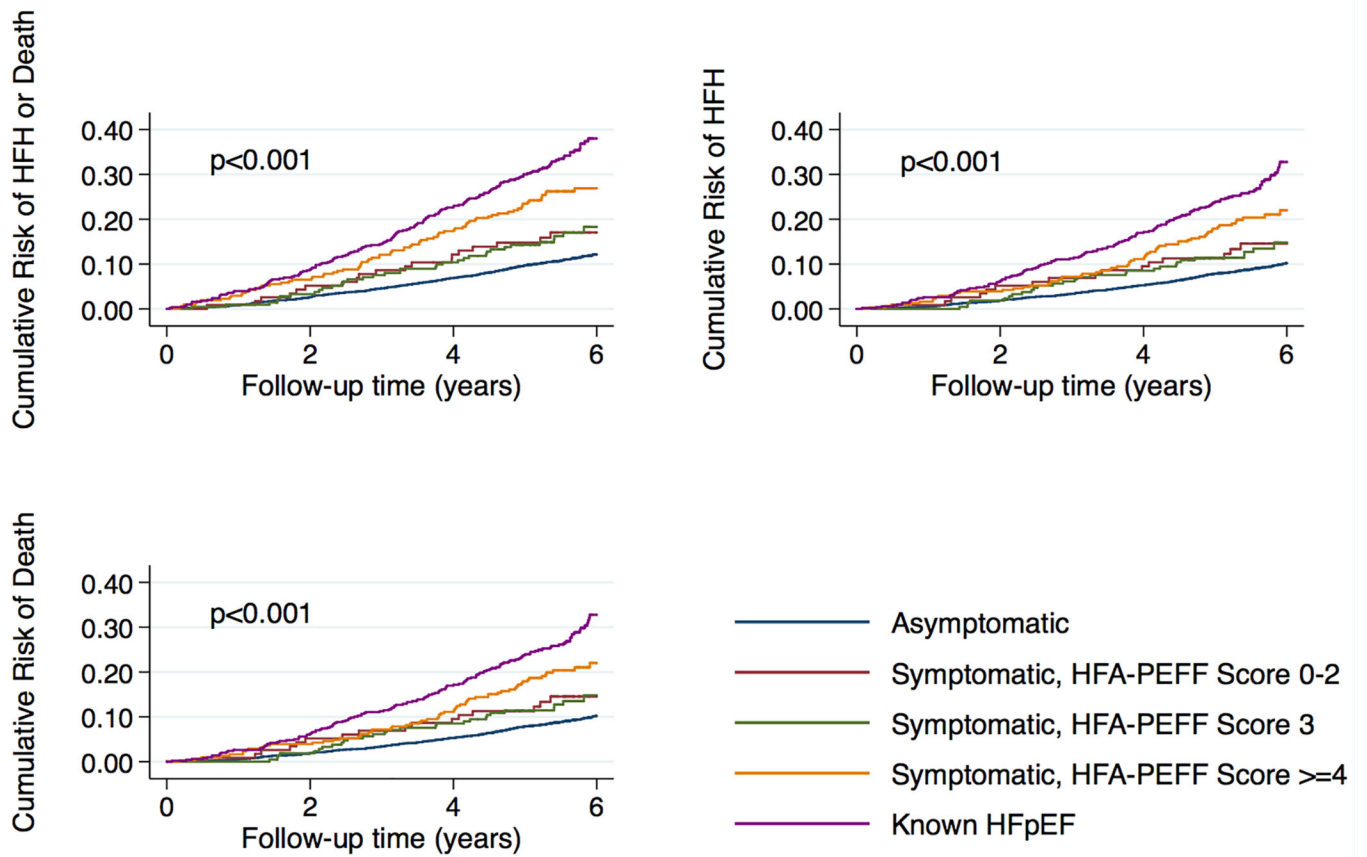 Cumulative Risk of HFH or Death
0.40
0.30
0.20
0.10
0.00
p<0.001
0 2 4 6
Follow-up time (years)
Cumulative Risk of HFH
0.40
0.30
0.20
0.10
0.00
p<0.001
0 2 4 6
Follow-up time (years)
Cumulative Risk of Death
0.40
0.30
0.20
0.10
0.00
p<0.001
0 2 4 6
Follow-up time (years)
Asymptomatic
Symptomatic, HFA-PEFF Score 0-2
Symptomatic, HFA-PEFF Score 3
Symptomatic, HFA-PEFF Score >=4
Known HFpEF